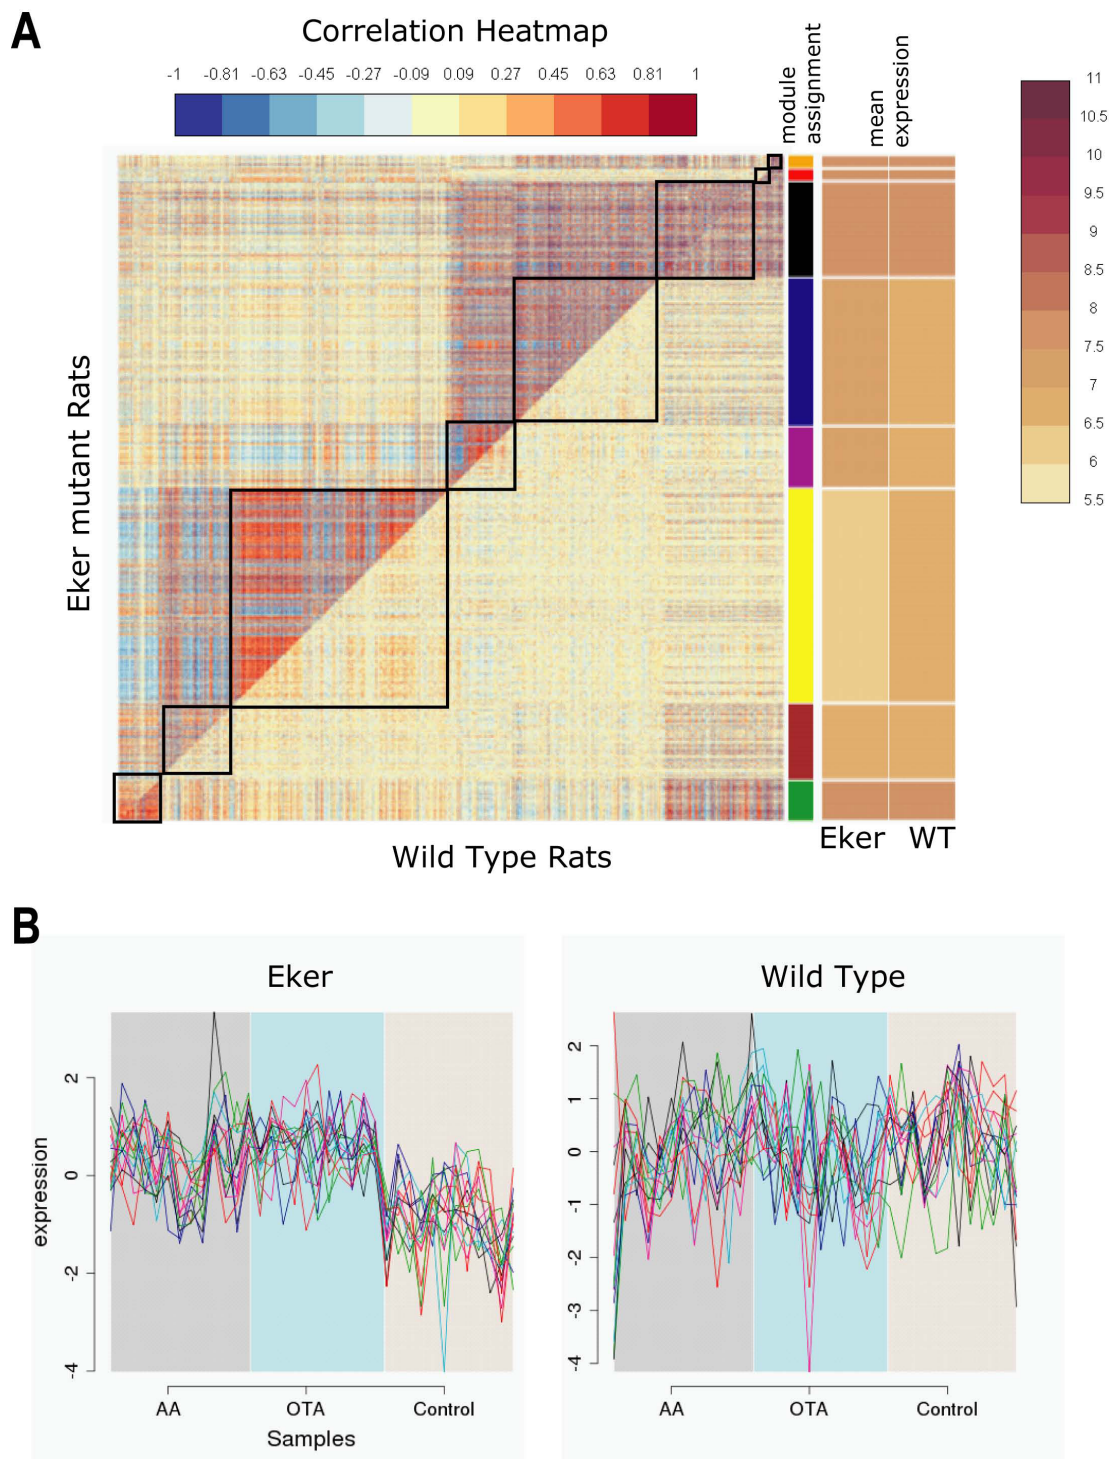 A
Correlation Heatmap
-1 -0.81 -0.63 -0.45 -0.27 -0.09 0.09 0.27 0.45 0.63 0.81 1
module
assignment
mean
expression
11
10.5
10
9.5
9
8.5
8
7.5
7
6.5
6
5.5
Eker mutant Rats
Eker WT
Wild Type Rats
B
Eker
expression
2
0
-2
-4
AA OTA Control
Samples
Wild Type
2
1
0
-1
-2
-3
-4
AA OTA Control